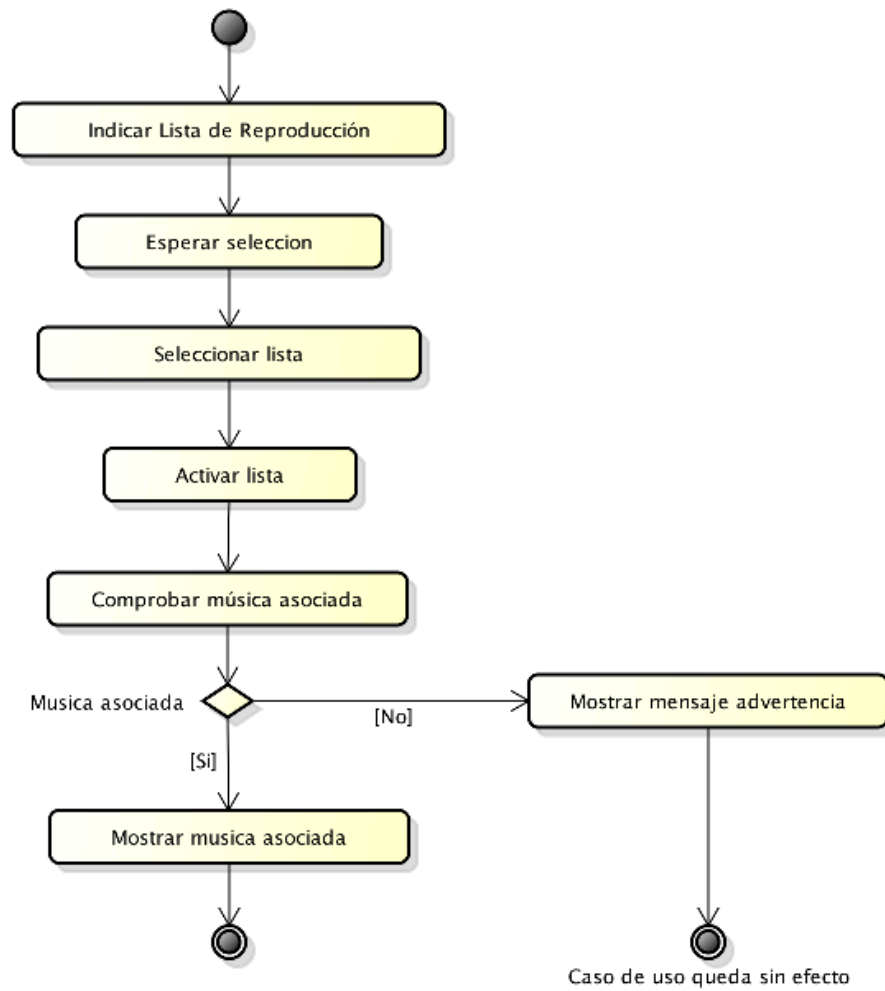 Indicar Lista de Reproducción
Esperar seleccion
Seleccionar lista
Activar lista
Comprobar música asociada
Musica asociada
[No]
Mostrar mensaje advertencia
[Si]
Mostrar musica asociada
Caso de uso queda sin efecto